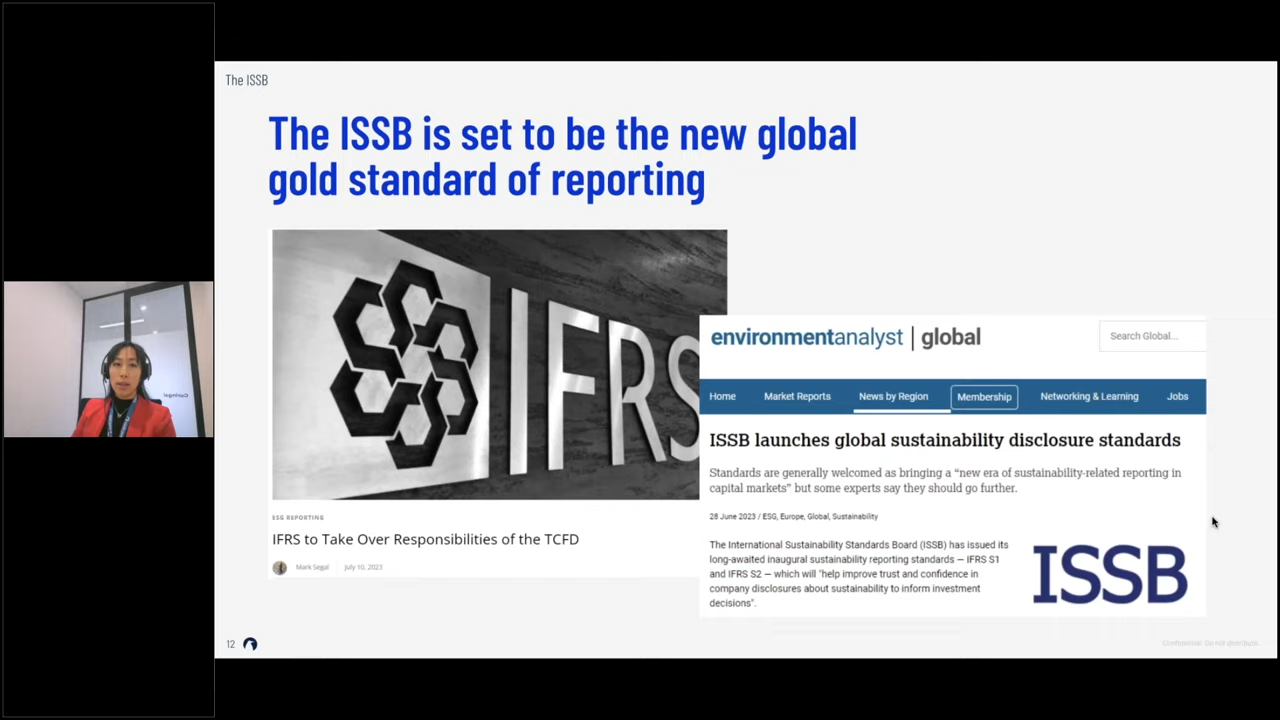 The ISSB
The ISSB is set to be the new global
gold standard of reporting
IFRS
ESG REPORTING
IFRS to Take Over Responsibilities of the TCFD
Mark Segal July 10, 2023
environmentanalyst | global
Search Global...
Home Market Reports News by Region Membership Networking & Learning Jobs
ISSB launches global sustainability disclosure standards
Standards are generally welcomed as bringing a “new era of sustainability-related reporting in
capital markets” but some experts say they should go further.
28 June 2023 / ESG, Europe, Global, Sustainability
The International Sustainability Standards Board (ISSB) has issued its
long-awaited inaugural sustainability reporting standards — IFRS S1
and IFRS S2 — which will "help improve trust and confidence in
company disclosures about sustainability to inform investment
decisions".
ISSB
12
Confidential. Do not distribute.